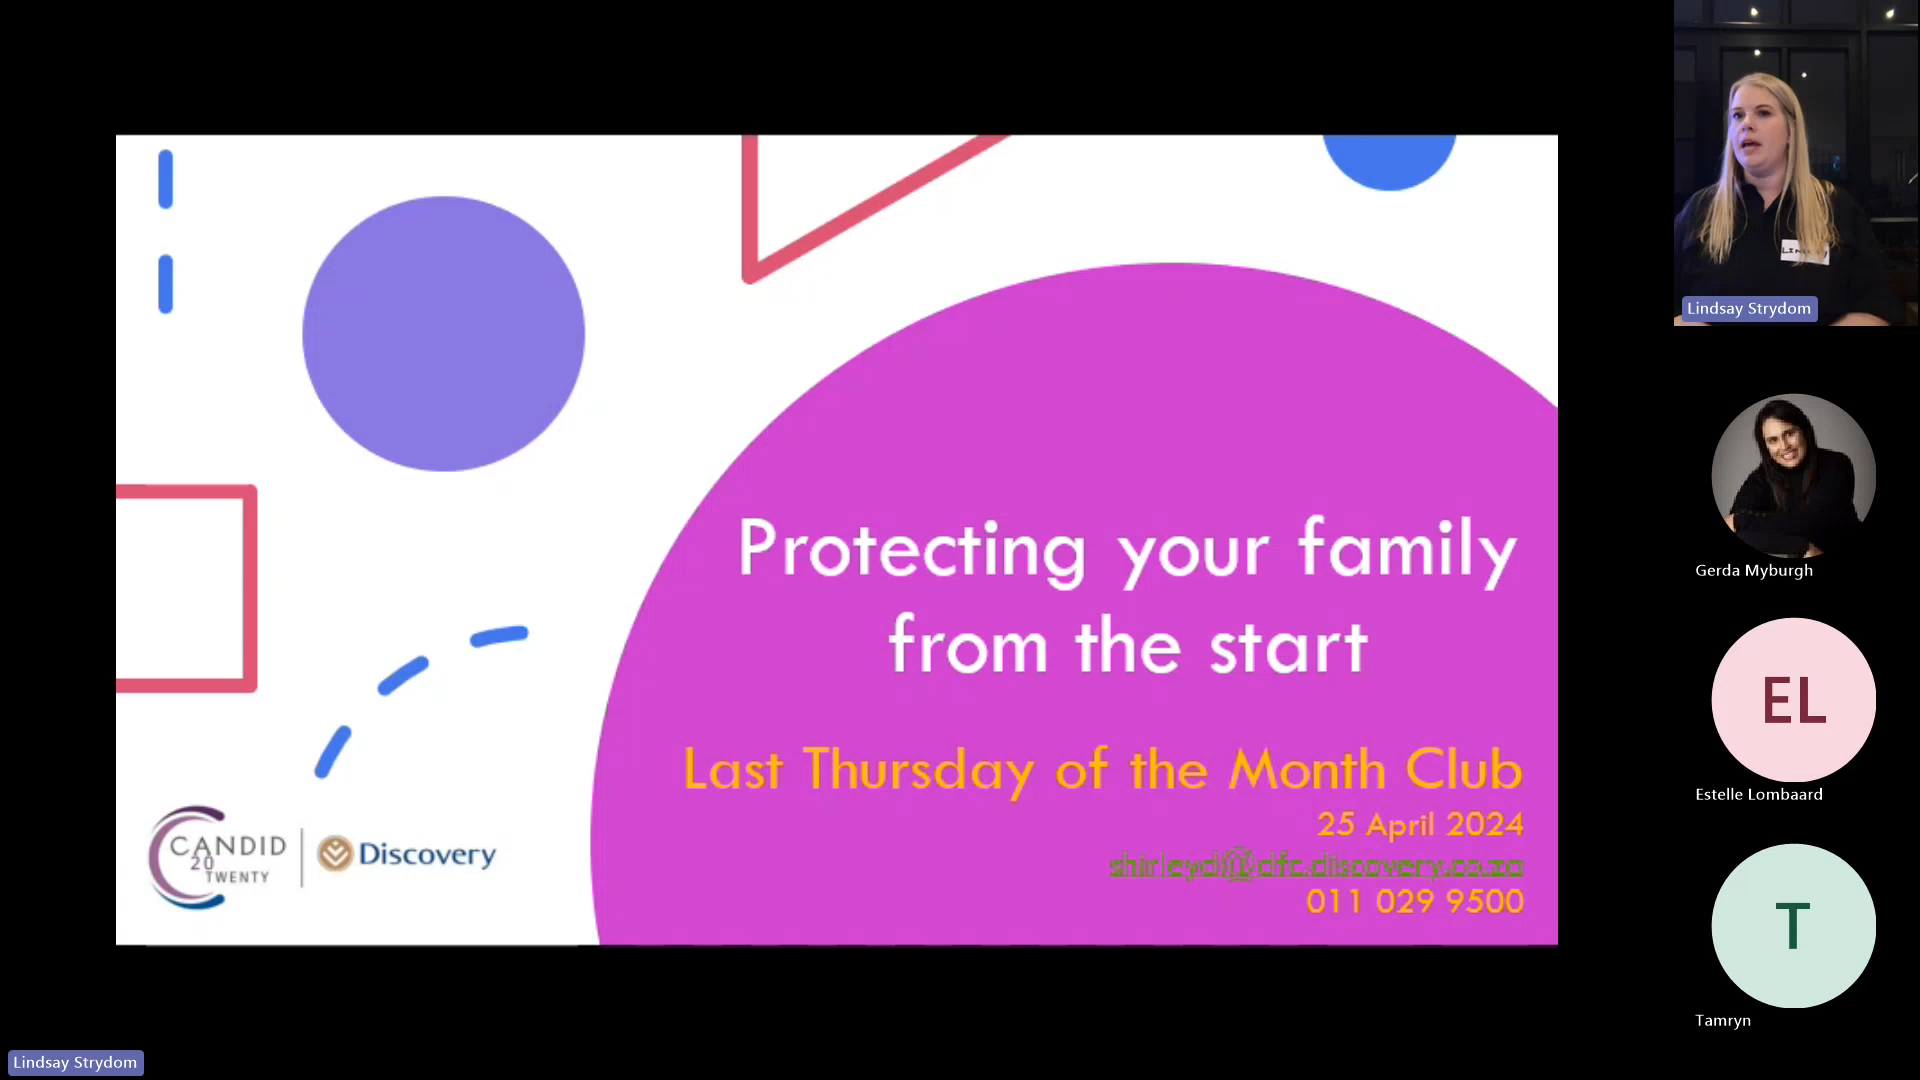 Protecting your family
from the start
Last Thursday of the Month Club
25 April 2024
shirleyd@dfc.discovery.co.za
011 029 9500
CANDID
20
TWENTY
Discovery
Lindsay Strydom
Gerda Myburgh
EL
Estelle Lombaard
T
Tamryn
Lindsay Strydom